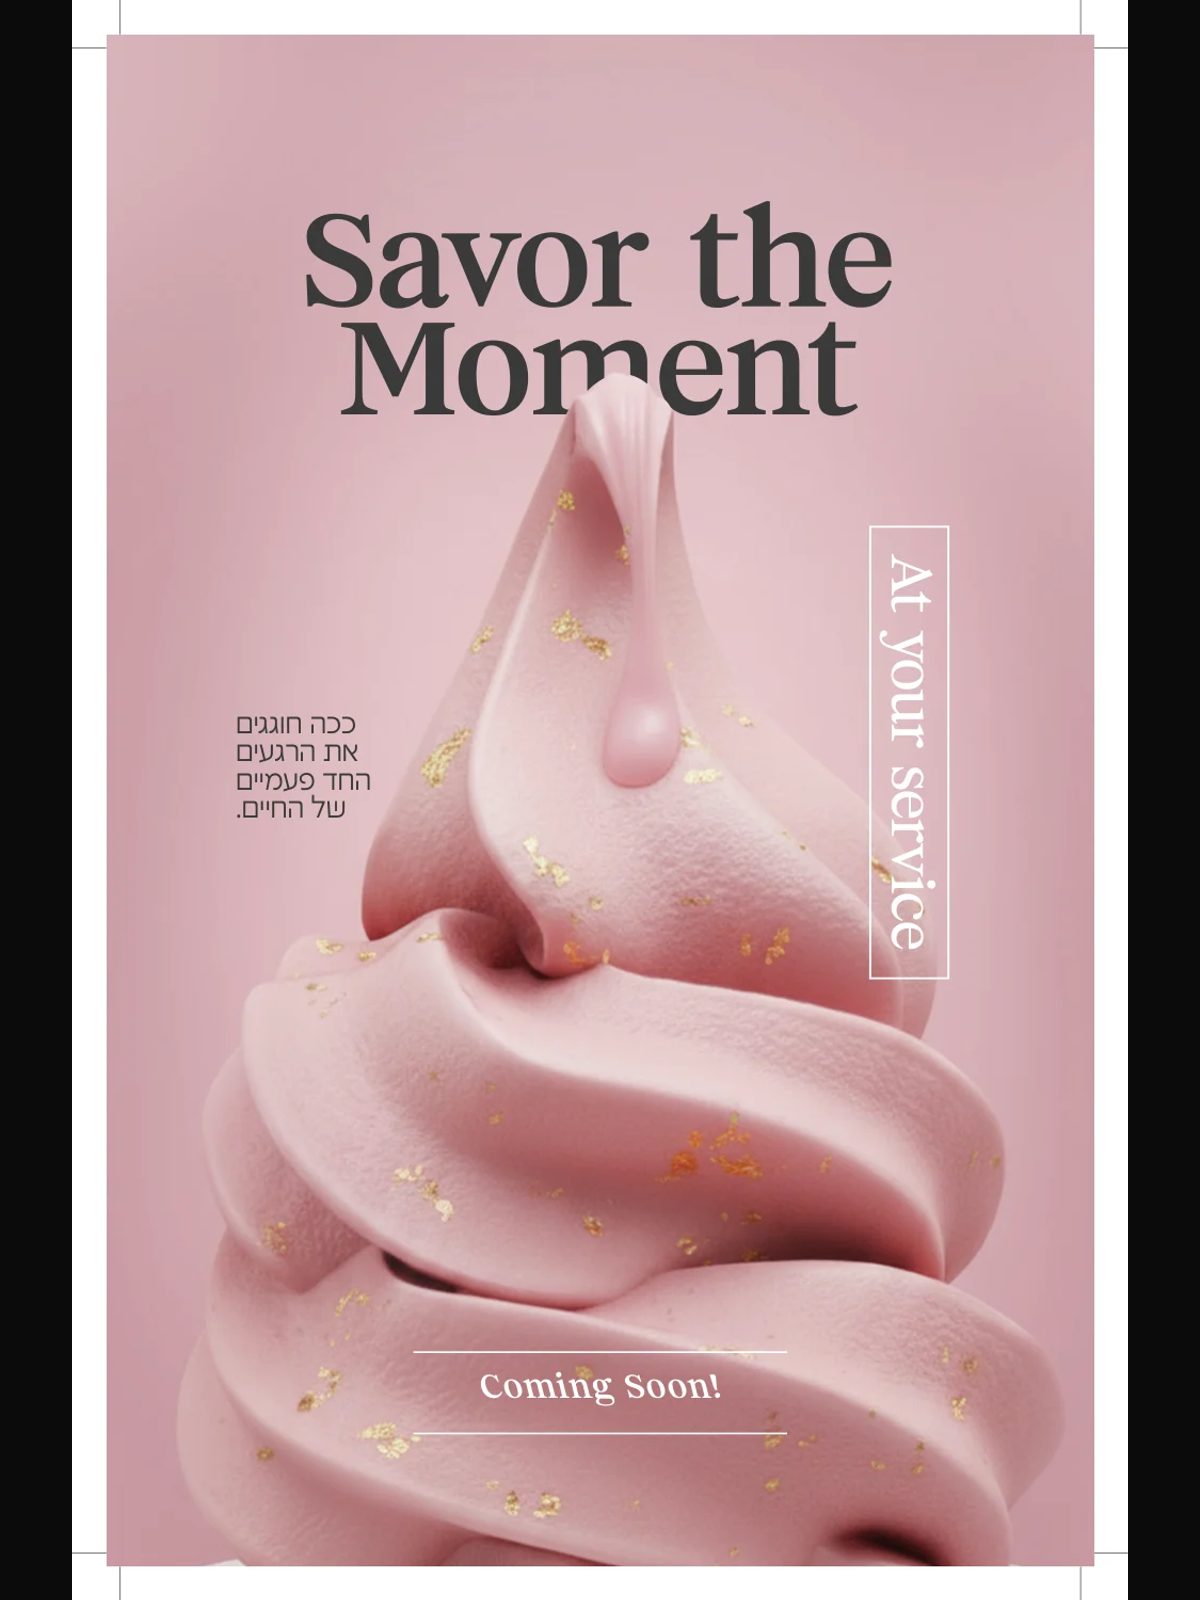 Savor the
Moment
At your service
ככה חוגגים
את הרגעים
החד פעמיים
של החיים.
Coming Soon!